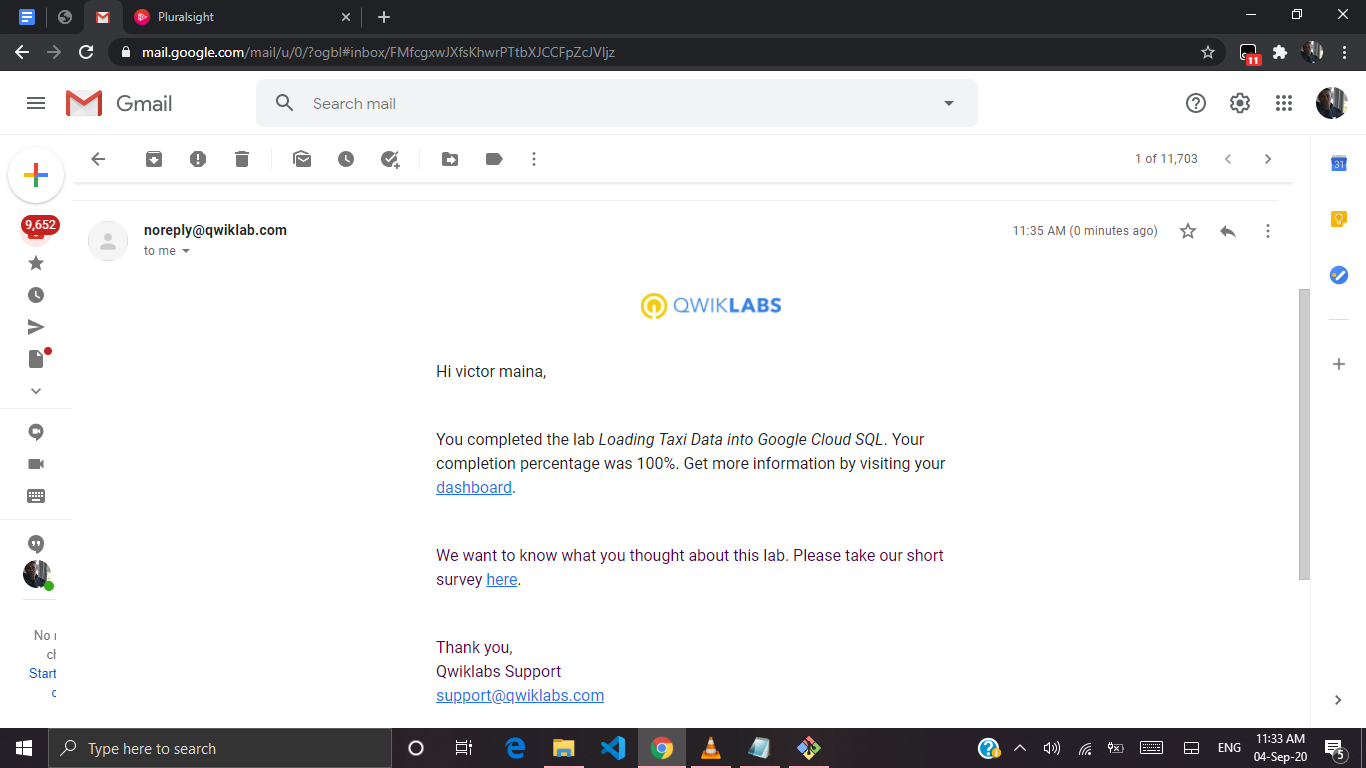 Pluralsight
mail.google.com/mail/u/0/?ogbl#inbox/FMfcgxwJXfsKhwrPTtbXJCCFpZcJVljz
11
Gmail
Search mail
1 of 11,703
31
9,652
noreply@qwiklab.com
11:35 AM (0 minutes ago)
to me
QWIKLABS
Hi victor maina,
You completed the lab Loading Taxi Data into Google Cloud SQL. Your
completion percentage was 100%. Get more information by visiting your
dashboard.
We want to know what you thought about this lab. Please take our short
survey here.
Thank you,
Qwiklabs Support
support@qwiklabs.com
No
Start
Type here to search
ENG
11:33 AM
04-Sep-20
5